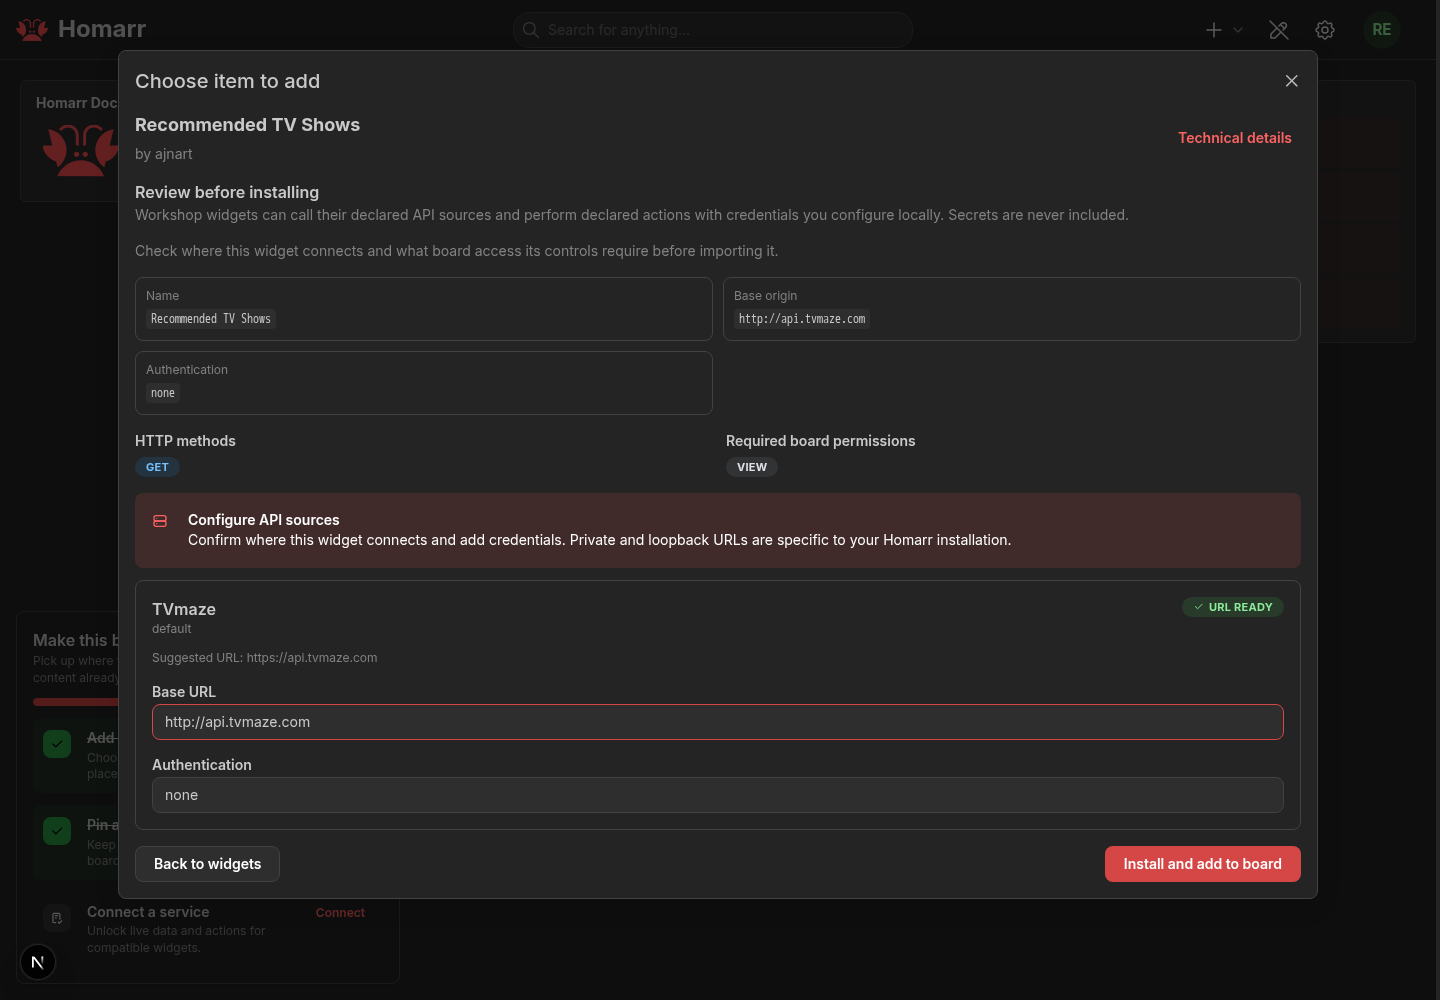 Homarr
Search for anything...
RE
Homarr Doc
Choose item to add
Recommended TV Shows
by ajnart
Technical details
Review before installing
Workshop widgets can call their declared API sources and perform declared actions with credentials you configure locally. Secrets are never included.
Check where this widget connects and what board access its controls require before importing it.
Name
Recommended TV Shows
Base origin
http://api.tvmaze.com
Authentication
none
HTTP methods
GET
Required board permissions
VIEW
Configure API sources
Confirm where this widget connects and add credentials. Private and loopback URLs are specific to your Homarr installation.
TVmaze
default
URL READY
Suggested URL: https://api.tvmaze.com
Base URL
http://api.tvmaze.com
Authentication
none
Back to widgets
Install and add to board
Make this b
Pick up where
content already
Add
Choo
place
Pin a
Keep
board
Connect a service
Connect
Unlock live data and actions for
compatible widgets.
N